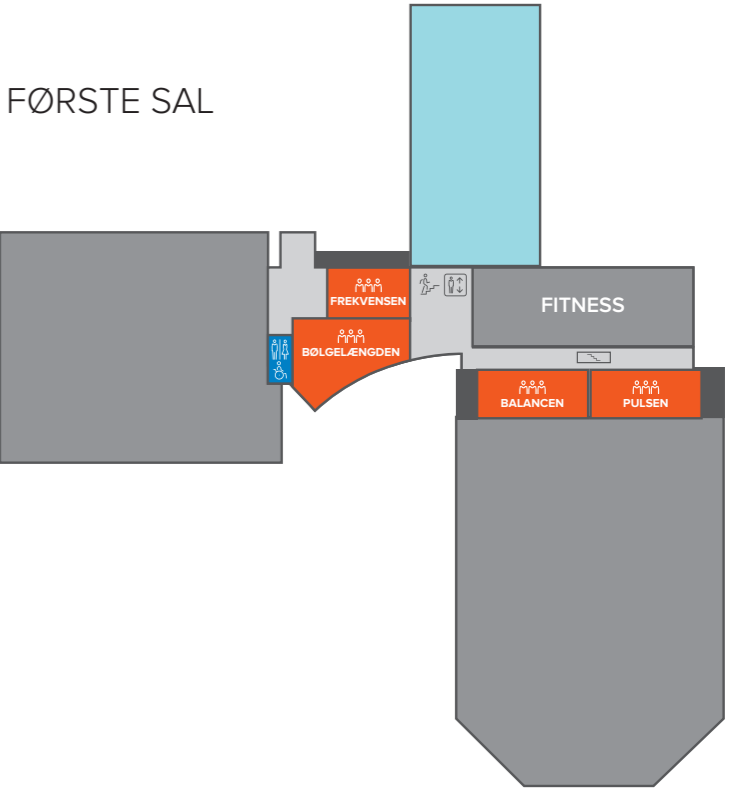 FØRSTE SAL
FREKVENSEN
FITNESS
BØLGELÆNGDEN
BALANCEN
PULSEN